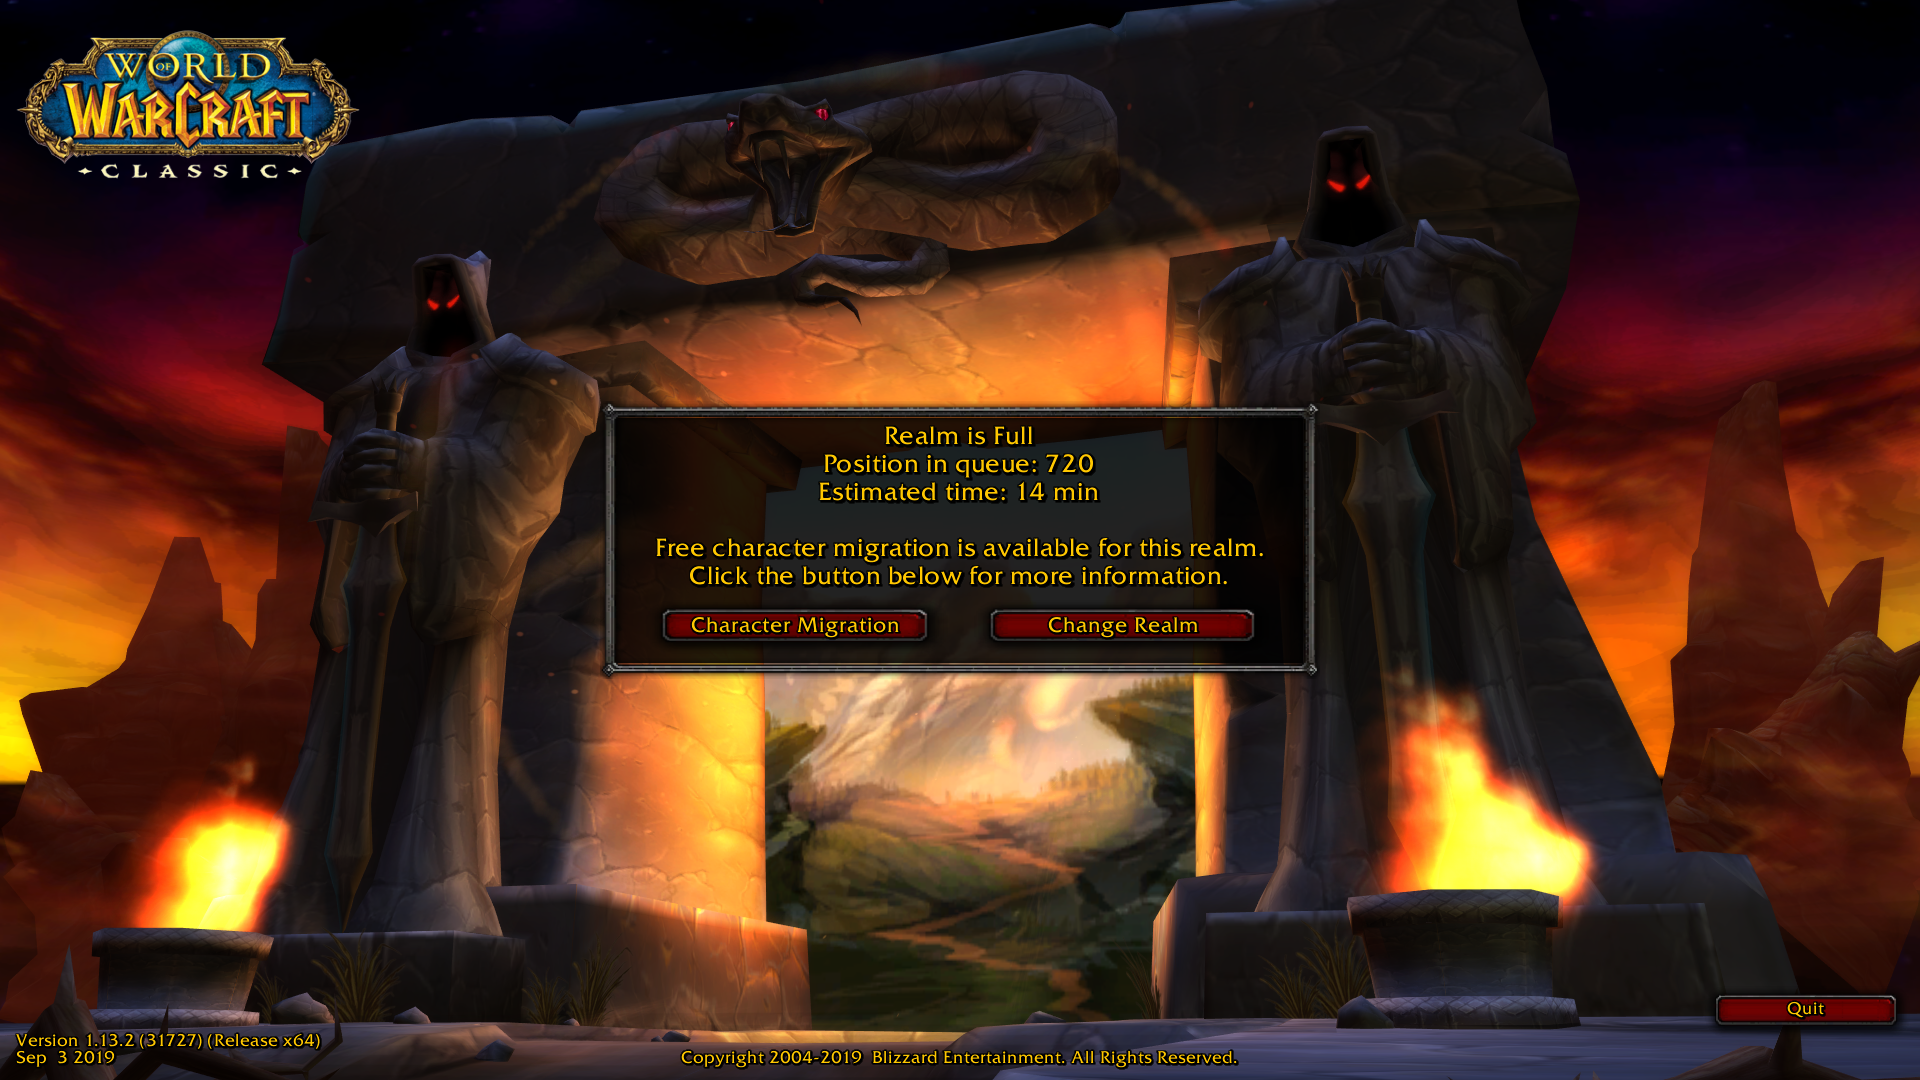 WORLD
OF
WARCRAFT
CLASSIC
Realm is Full
Position in queue: 720
Estimated time: 14 min
Free character migration is available for this realm.
Click the button below for more information.
Character Migration
Change Realm
Quit
Version 1.13.2 (31727) (Release x64)
Sep 3 2019
Copyright 2004-2019 Blizzard Entertainment. All Rights Reserved.